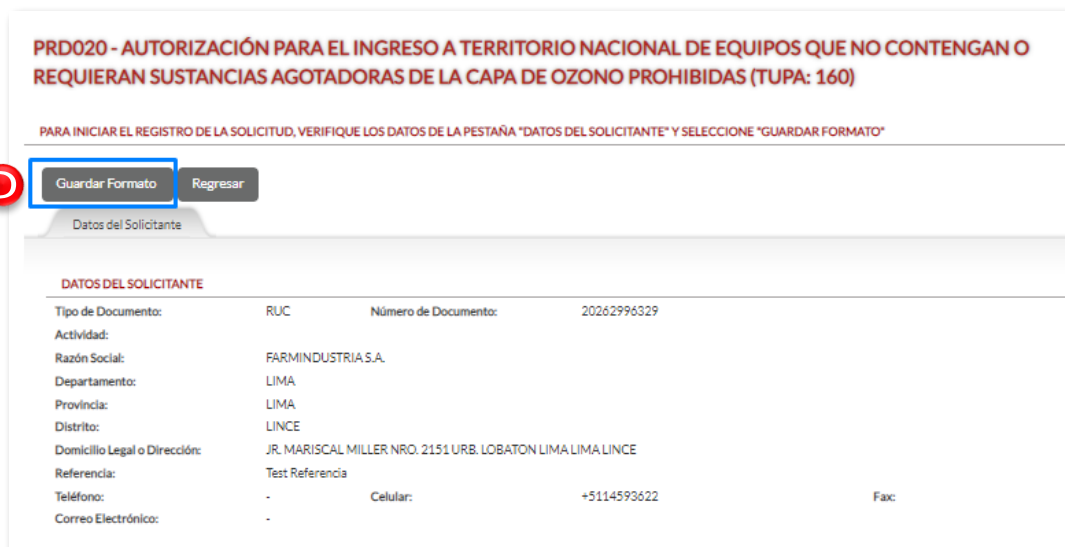 PRD020 - AUTORIZACIÓN PARA EL INGRESO A TERRITORIO NACIONAL DE EQUIPOS QUE NO CONTENGAN O
REQUIERAN SUSTANCIAS AGOTADORAS DE LA CAPA DE OZONO PROHIBIDAS (TUPA: 160)
PARA INICIAR EL REGISTRO DE LA SOLICITUD, VERIFIQUE LOS DATOS DE LA PESTAÑA "DATOS DEL SOLICITANTE" Y SELECCIONE "GUARDAR FORMATO"
Guardar Formato Regresar
Datos del Solicitante
DATOS DEL SOLICITANTE
Tipo de Documento: RUC Número de Documento: 20262996329
Actividad:
Razón Social: FARMINDUSTRIA S.A.
Departamento: LIMA
Provincia: LIMA
Distrito: LINCE
Domicilio Legal o Dirección: JR. MARISCAL MILLER NRO. 2151 URB. LOBATON LIMA LIMA LINCE
Referencia: Test Referencia
Teléfono: - Celular: +5114593622 Fax:
Correo Electrónico: -